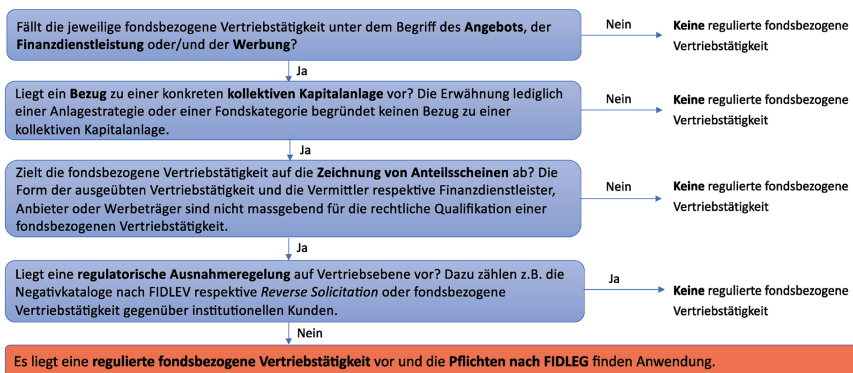 Fällt die jeweilige fondsbezogene Vertriebstätigkeit unter dem Begriff des Angebots, der
Finanzdienstleistung oder/und der Werbung?
Nein
Keine regulierte fondsbezogene
Vertriebstätigkeit
Ja
Liegt ein Bezug zu einer konkreten kollektiven Kapitalanlage vor? Die Erwähnung lediglich
einer Anlagestrategie oder einer Fondskategorie begründet keinen Bezug zu einer
kollektiven Kapitalanlage.
Nein
Keine regulierte fondsbezogene
Vertriebstätigkeit
Ja
Zielt die fondsbezogene Vertriebstätigkeit auf die Zeichnung von Anteilsscheinen ab? Die
Form der ausgeübten Vertriebstätigkeit und die Vermittler respektive Finanzdienstleister,
Anbieter oder Werbeträger sind nicht massgebend für die rechtliche Qualifikation einer
fondsbezogenen Vertriebstätigkeit.
Nein
Keine regulierte fondsbezogene
Vertriebstätigkeit
Ja
Liegt eine regulatorische Ausnahmeregelung auf Vertriebsebene vor? Dazu zählen z.B. die
Negativkataloge nach FIDLEV respektive Reverse Solicitation oder fondsbezogene
Vertriebstätigkeit gegenüber institutionellen Kunden.
Ja
Keine regulierte fondsbezogene
Vertriebstätigkeit
Nein
Es liegt eine regulierte fondsbezogene Vertriebstätigkeit vor und die Pflichten nach FIDLEG finden Anwendung.